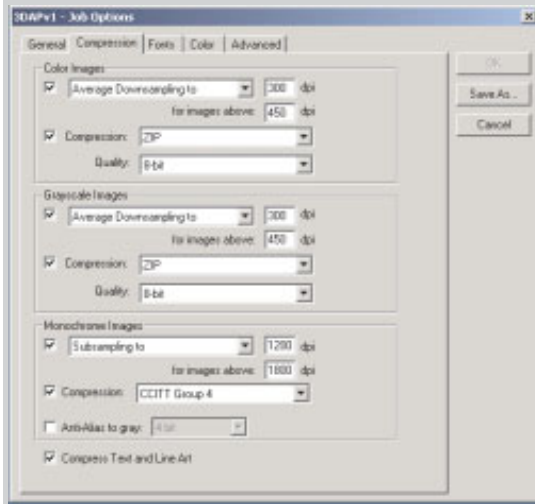 3DAPv1 - Job Options
General Compression Fonts Color Advanced
OK
Save As...
Cancel
Color Images
Average Downsampling to 300 dpi
for images above: 450 dpi
Compression: ZIP
Quality: 8-bit
Grayscale Images
Average Downsampling to 300 dpi
for images above: 450 dpi
Compression: ZIP
Quality: 8-bit
Monochrome Images
Subsampling to 1200 dpi
for images above: 1800 dpi
Compression: CCITT Group 4
Anti-Alias to gray: 4 bit
Compress Text and Line Art